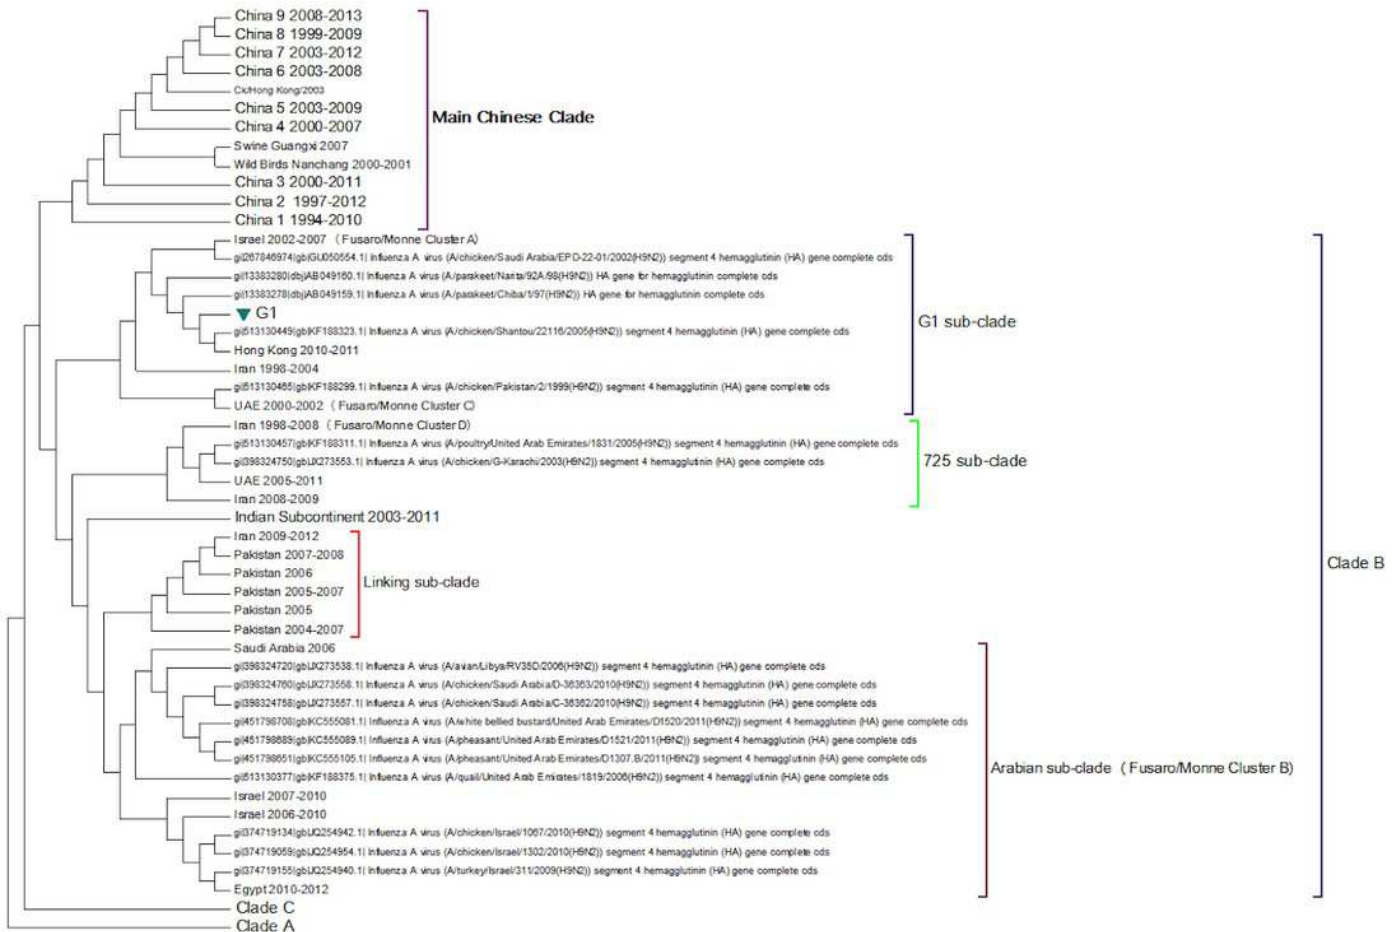 China 9 2008-2013
China 8 1999-2009
China 7 2003-2012
China 6 2003-2008
Ck/Hong Kong/2003
China 5 2003-2009
China 4 2000-2007
Main Chinese Clade
Swine Guangxi 2007
Wild Birds Nanchang 2000-2001
China 3 2000-2011
China 2 1997-2012
China 1 1994-2010
Israel 2002-2007 (Fusaro/Monne Cluster A)
gi|267846974|gb|GU050554.1| Influenza A virus (A/chicken/Saudi Arabia/EPD-22-01/2002(H9N2)) segment 4 hemagglutinin (HA) gene complete cds
gi|13383280|dbj|AB049160.1| Influenza A virus (A/parakeet/Narita/92A/98(H9N2)) HA gene for hemagglutinin complete cds
gi|13383278|dbj|AB049159.1| Influenza A virus (A/parakeet/Chiba/1/97(H9N2)) HA gene for hemagglutinin complete cds
G1
G1 sub-clade
gi|513130449|gb|KF188323.1| Influenza A virus (A/chicken/Shantou/22116/2005(H9N2)) segment 4 hemagglutinin (HA) gene complete cds
Hong Kong 2010-2011
Iran 1998-2004
gi|513130465|gb|KF188299.1| Influenza A virus (A/chicken/Pakistan/2/1999(H9N2)) segment 4 hemagglutinin (HA) gene complete cds
UAE 2000-2002 (Fusaro/Monne Cluster C)
Iran 1998-2008 (Fusaro/Monne Cluster D)
gi|513130457|gb|KF188311.1| Influenza A virus (A/poultry/United Arab Emirates/1831/2005(H9N2)) segment 4 hemagglutinin (HA) gene complete cds
gi|398324750|gb|JX273553.1| Influenza A virus (A/chicken/G-Karachi/2003(H9N2)) segment 4 hemagglutinin (HA) gene complete cds
725 sub-clade
UAE 2005-2011
Iran 2008-2009
Indian Subcontinent 2003-2011
Iran 2009-2012
Pakistan 2007-2008
Clade B
Pakistan 2006
Linking sub-clade
Pakistan 2005-2007
Pakistan 2005
Pakistan 2004-2007
Saudi Arabia 2006
gi|398324720|gb|JX273538.1| Influenza A virus (A/avian/Libya/RV35D/2006(H9N2)) segment 4 hemagglutinin (HA) gene complete cds
gi|398324760|gb|JX273558.1| Influenza A virus (A/chicken/Saudi Arabia/D-36363/2010(H9N2)) segment 4 hemagglutinin (HA) gene complete cds
gi|398324758|gb|JX273557.1| Influenza A virus (A/chicken/Saudi Arabia/C-36362/2010(H9N2)) segment 4 hemagglutinin (HA) gene complete cds
gi|451798708|gb|KC555081.1| Influenza A virus (A/white bellied bustard/United Arab Emirates/D1520/2011(H9N2)) segment 4 hemagglutinin (HA) gene complete cds
gi|451798689|gb|KC555089.1| Influenza A virus (A/pheasant/United Arab Emirates/D1521/2011(H9N2)) segment 4 hemagglutinin (HA) gene complete cds
gi|451798651|gb|KC555105.1| Influenza A virus (A/pheasant/United Arab Emirates/D1307.B/2011(H9N2)) segment 4 hemagglutinin (HA) gene complete cds
Arabian sub-clade (Fusaro/Monne Cluster B)
gi|513130377|gb|KF188375.1| Influenza A virus (A/quail/United Arab Emirates/1819/2006(H9N2)) segment 4 hemagglutinin (HA) gene complete cds
Israel 2007-2010
Israel 2006-2010
gi|374719134|gb|JQ254942.1| Influenza A virus (A/chicken/Israel/1067/2010(H9N2)) segment 4 hemagglutinin (HA) gene complete cds
gi|374719059|gb|JQ254954.1| Influenza A virus (A/chicken/Israel/1302/2010(H9N2)) segment 4 hemagglutinin (HA) gene complete cds
gi|374719155|gb|JQ254940.1| Influenza A virus (A/turkey/Israel/311/2009(H9N2)) segment 4 hemagglutinin (HA) gene complete cds
Egypt 2010-2012
Clade C
Clade A